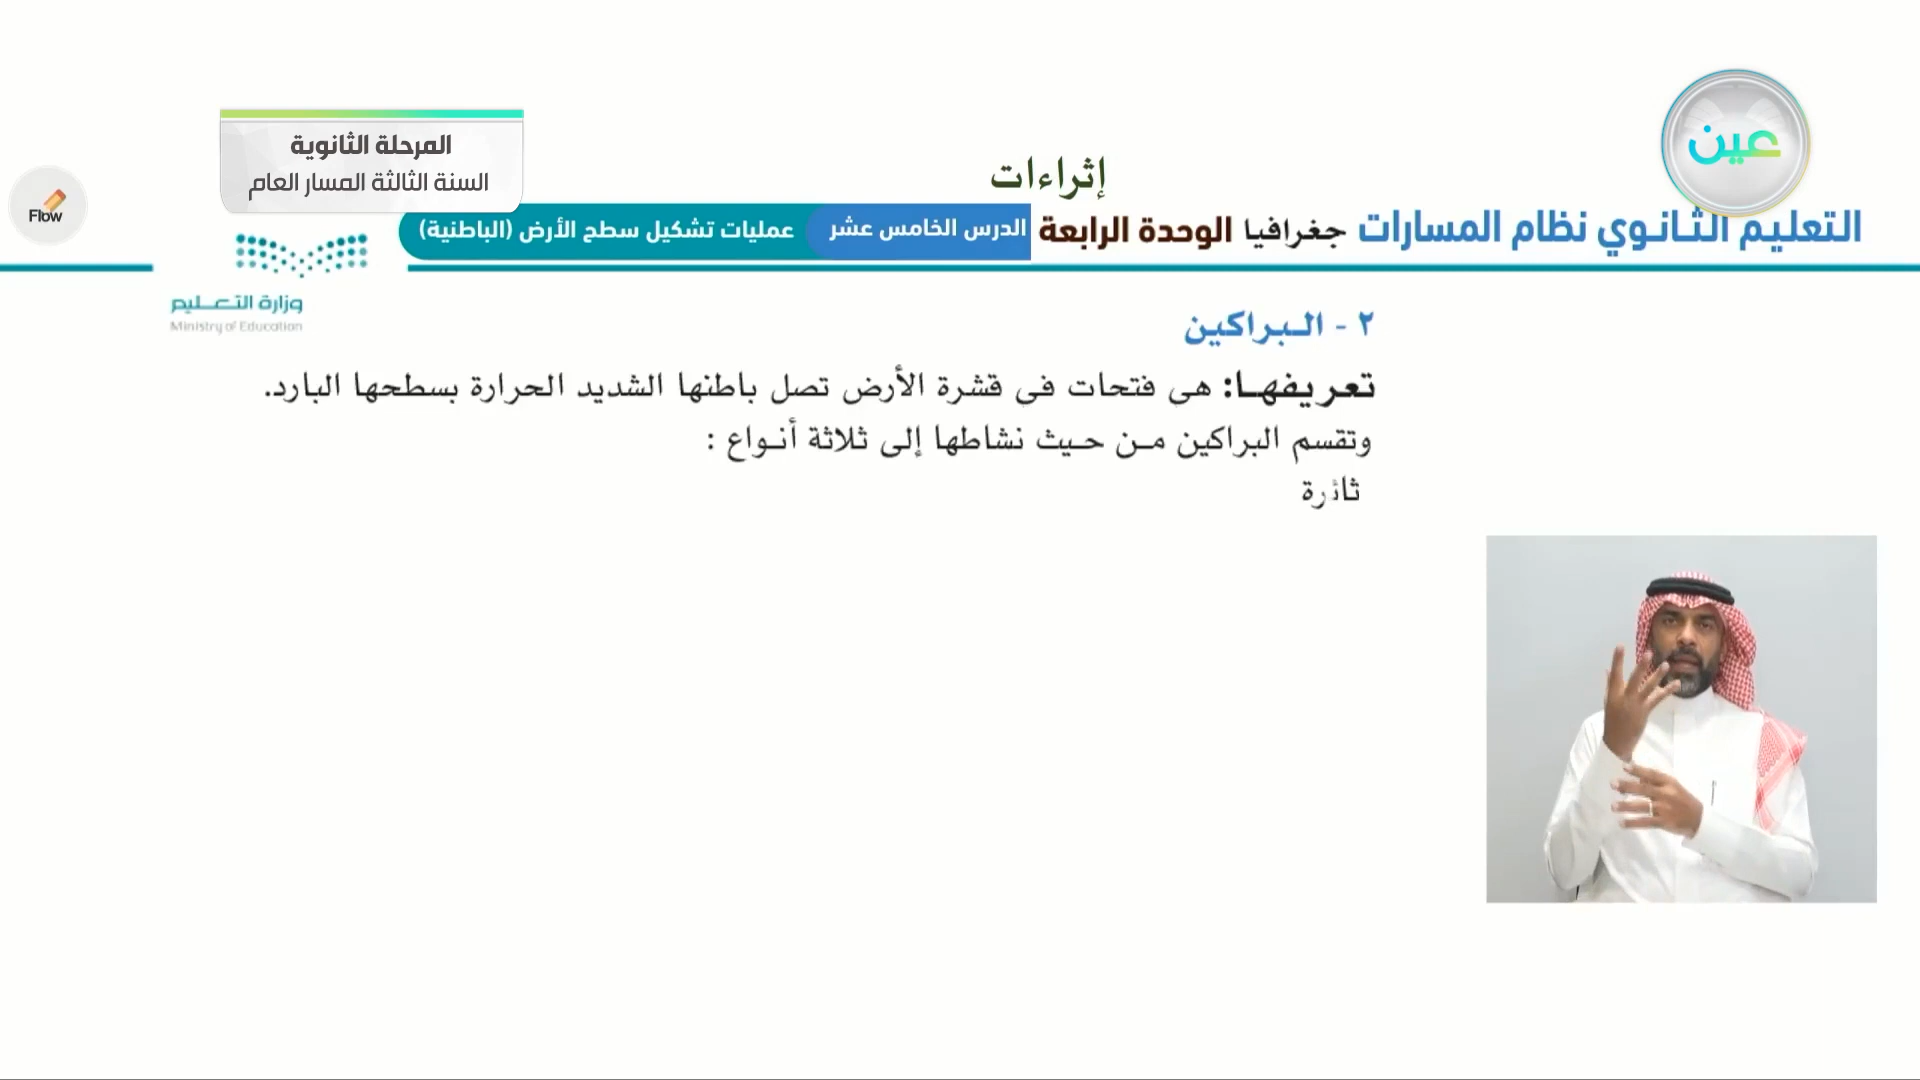 عين
المرحلة الثانوية
السنة الثالثة المسار العام
Flow
إثراءات
التعليم الثانوي نظام المسارات جغرافيا الوحدة الرابعة الدرس الخامس عشر عمليات تشكيل سطح الأرض (الباطنية)
وزارة التعليم
Ministry of Education
٢ - البراكين
تعريفها: هى فتحات فى قشرة الأرض تصل باطنها الشديد الحرارة بسطحها البارد.
وتقسم البراكين من حيث نشاطها إلى ثلاثة أنواع :
ثائرة